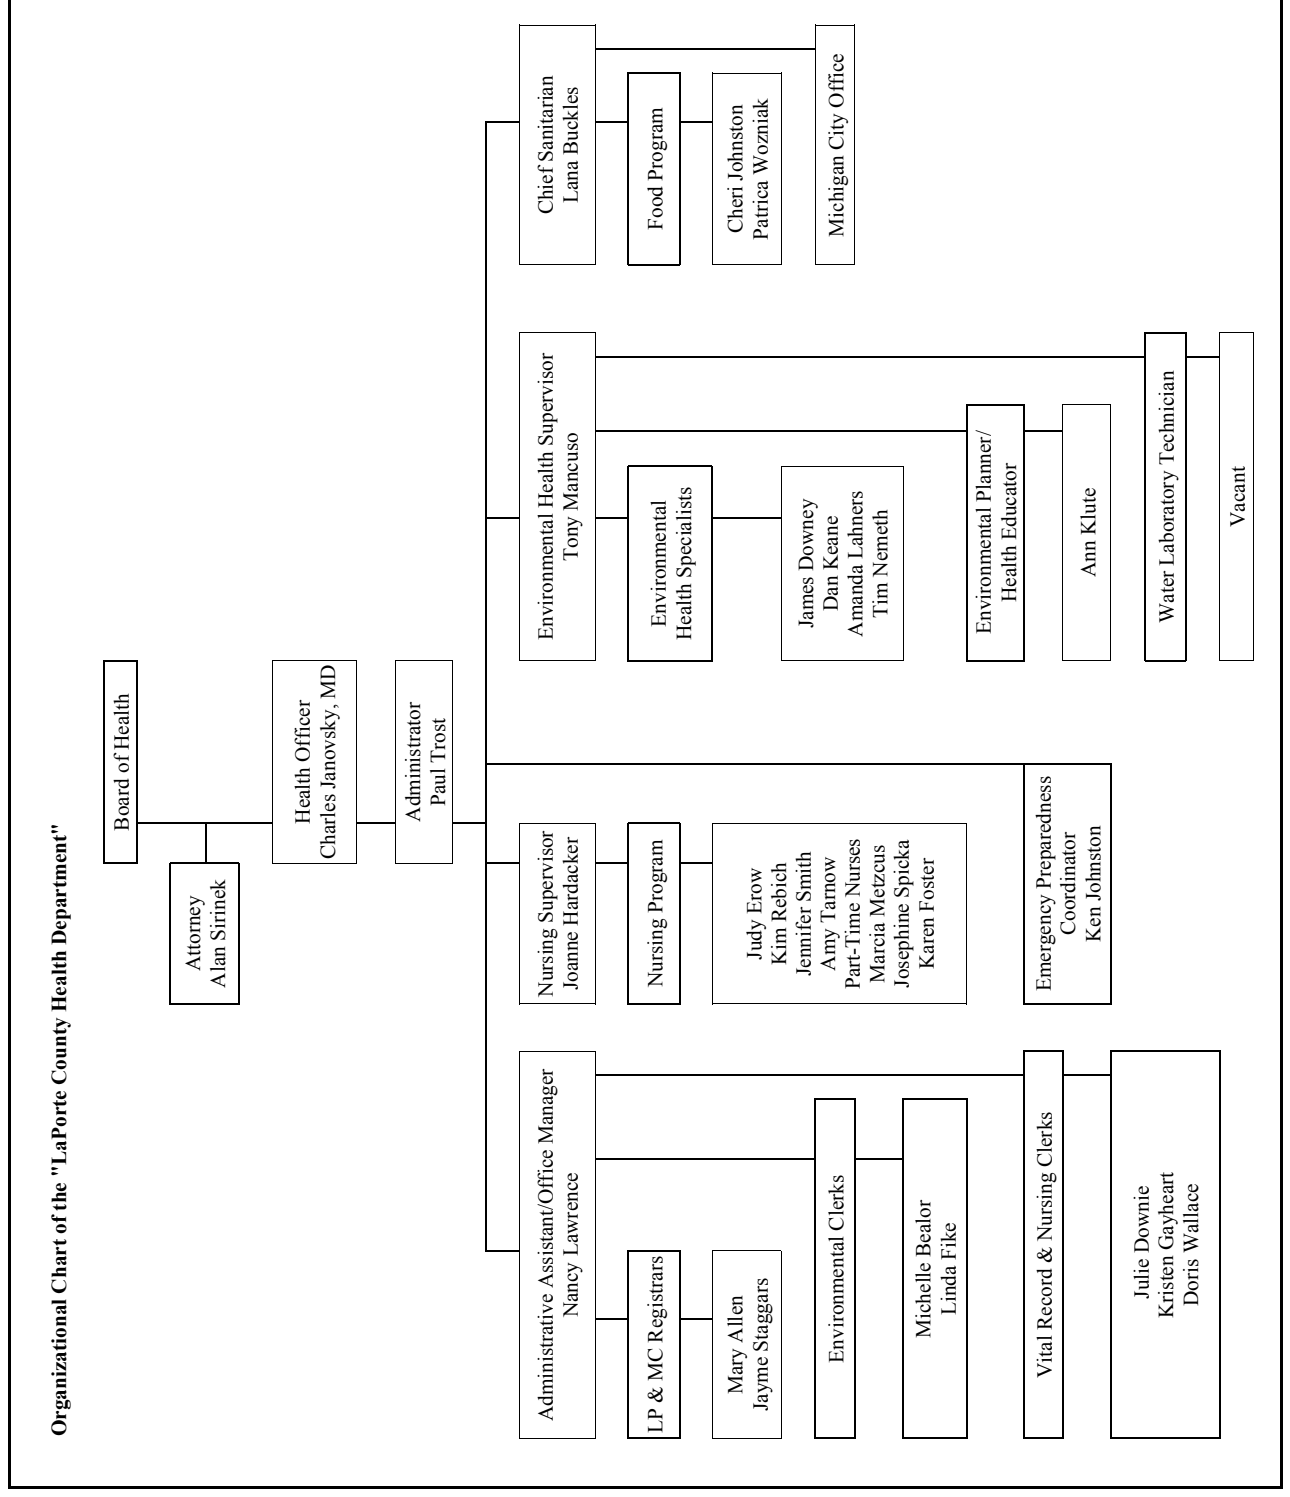 Organizational Chart of the "LaPorte County Health Department"
Board of Health
Attorney
Alan Sirinek
Health Officer
Charles Janovsky, MD
Administrator
Paul Trost
Administrative Assistant/Office Manager
Nancy Lawrence
LP & MC Registrars
Mary Allen
Jayme Staggars
Environmental Clerks
Michelle Bealor
Linda Fike
Vital Record & Nursing Clerks
Julie Downie
Kristen Gayheart
Doris Wallace
Nursing Supervisor
Joanne Hardacker
Nursing Program
Judy Erow
Kim Rebich
Jennifer Smith
Amy Tarnow
Part-Time Nurses
Marcia Metzcus
Josephine Spicka
Karen Foster
Emergency Preparedness
Coordinator
Ken Johnston
Environmental Health Supervisor
Tony Mancuso
Environmental
Health Specialists
James Downey
Dan Keane
Amanda Lahners
Tim Nemeth
Environmental Planner/
Health Educator
Ann Klute
Water Laboratory Technician
Vacant
Chief Sanitarian
Lana Buckles
Food Program
Cheri Johnston
Patrica Wozniak
Michigan City Office